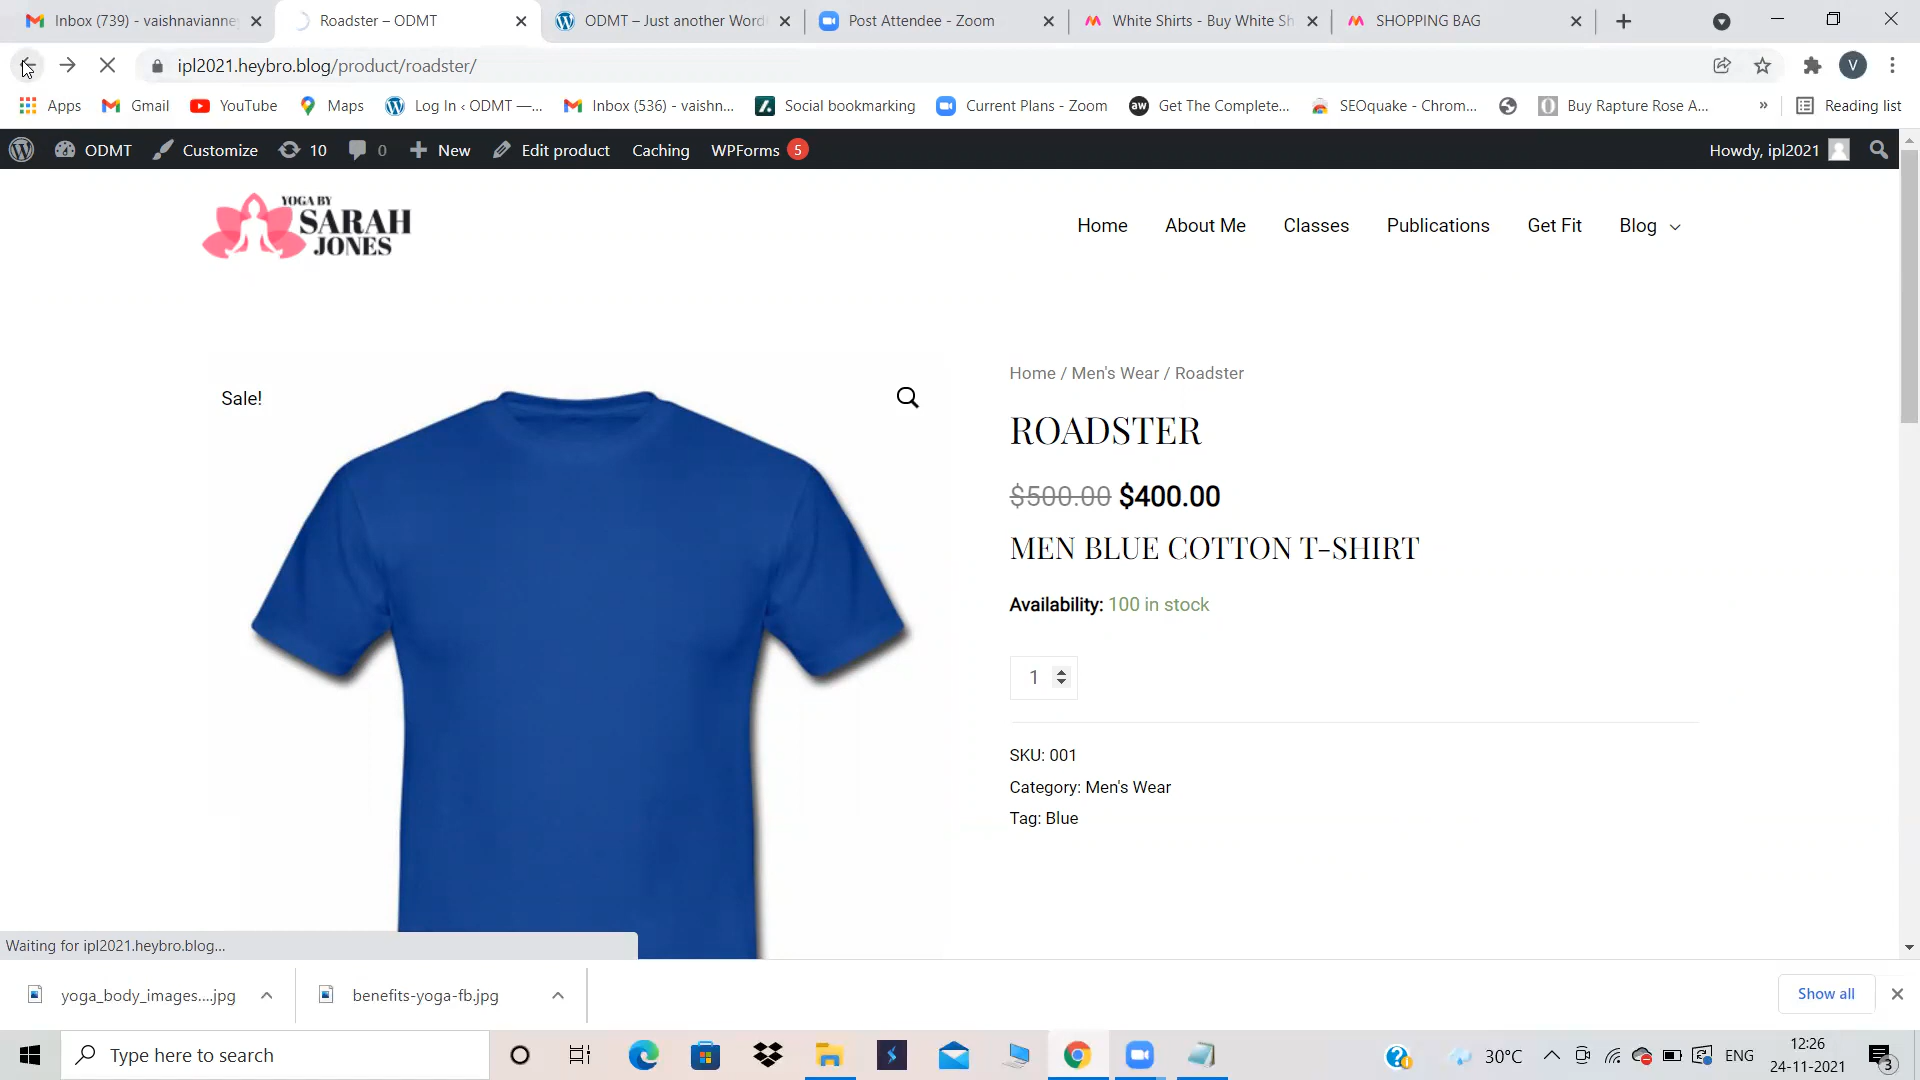 Inbox (739) - vaishnavianne
Roadster – ODMT
ODMT – Just another Word
Post Attendee - Zoom
White Shirts - Buy White Sh
SHOPPING BAG
ipl2021.heybro.blog/product/roadster/
V
Apps
Gmail
YouTube
Maps
Log In ‹ ODMT —...
Inbox (536) - vaishn...
Social bookmarking
Current Plans - Zoom
aw
Get The Complete...
SEOquake - Chrom...
Buy Rapture Rose A...
»
Reading list
ODMT
Customize
10
0
New
Edit product
Caching
WPForms 5
Howdy, ipl2021
YOGA BY
SARAH
JONES
Home
About Me
Classes
Publications
Get Fit
Blog
Sale!
Home / Men's Wear / Roadster
ROADSTER
$500.00 $400.00
MEN BLUE COTTON T-SHIRT
Availability: 100 in stock
1
SKU: 001
Category: Men's Wear
Tag: Blue
Waiting for ipl2021.heybro.blog...
yoga_body_images....jpg
benefits-yoga-fb.jpg
Show all
Type here to search
30°C
ENG
12:26
24-11-2021
3